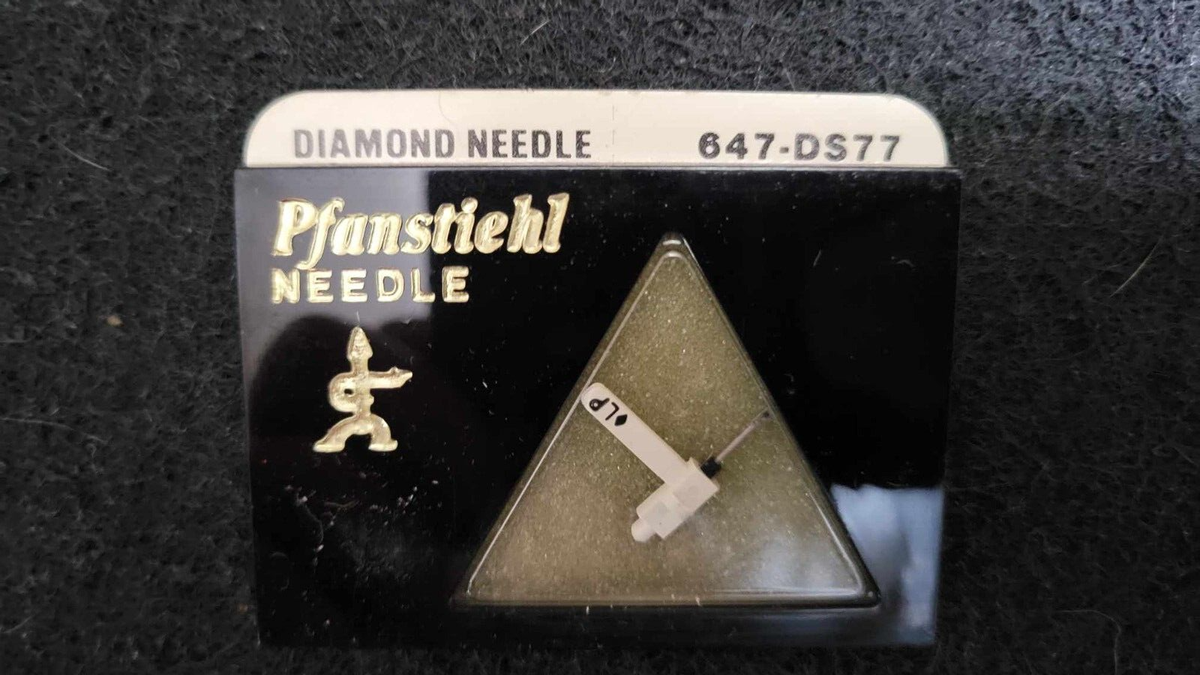 DIAMOND NEEDLE 647-DS77
Pfanstiehl
NEEDLE
♦LP